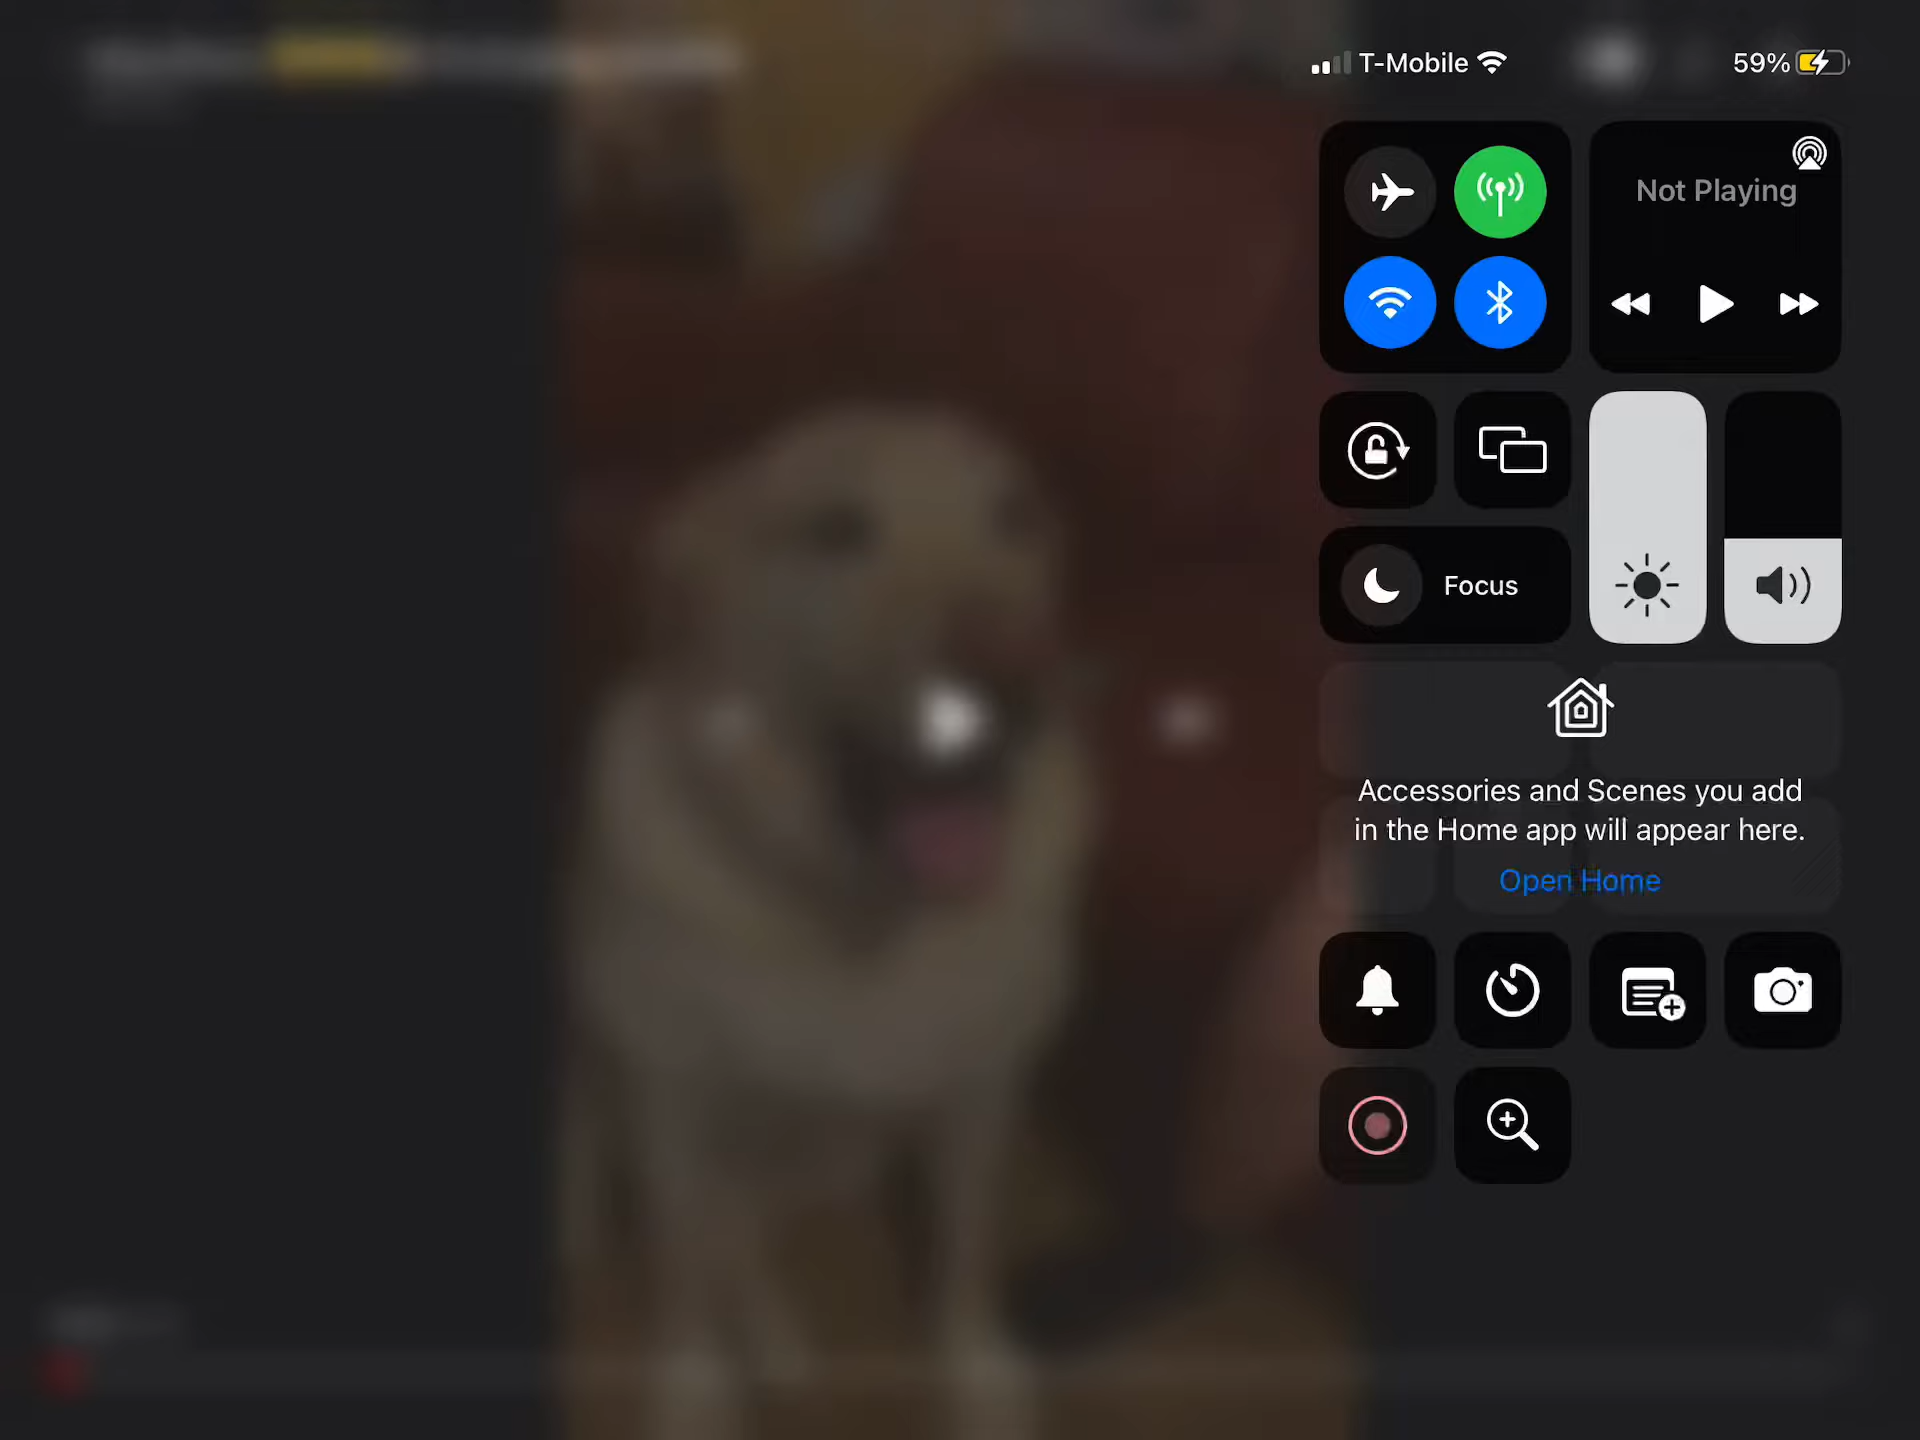 T-Mobile
59%
Not Playing
Focus
Accessories and Scenes you add
in the Home app will appear here.
Open Home